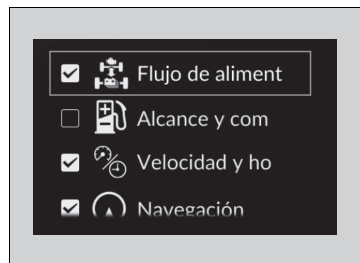 Flujo de aliment
Alcance y com
Velocidad y ho
Navegación